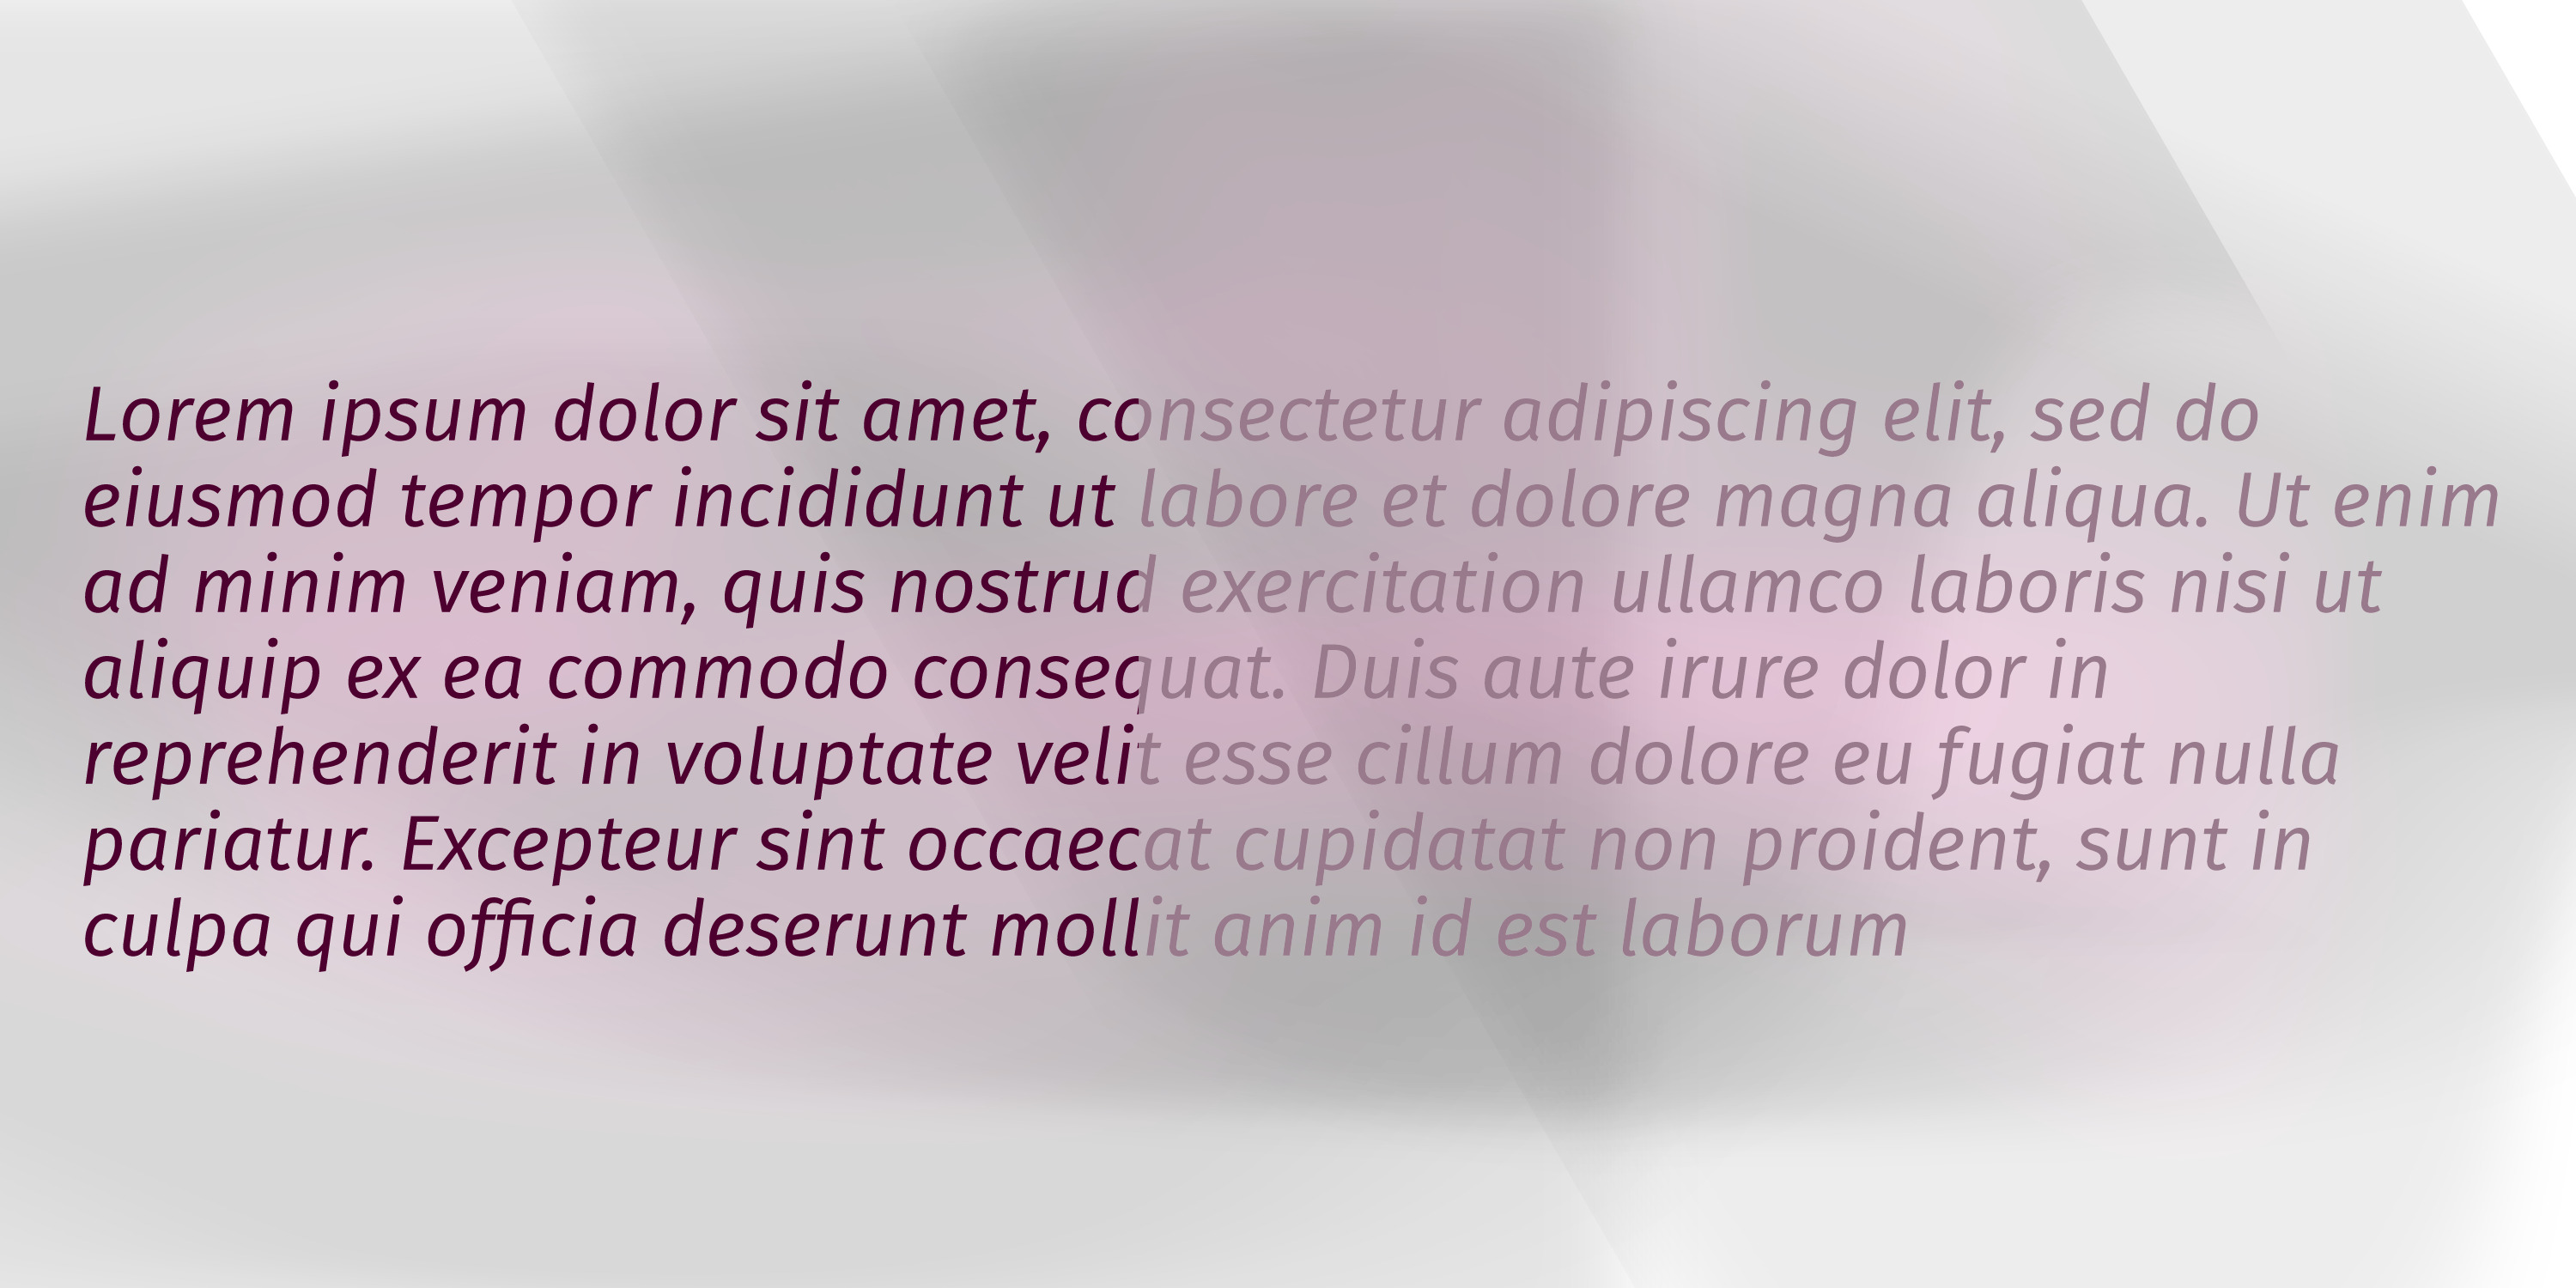 Lorem ipsum dolor sit amet, consectetur adipiscing elit, sed do
eiusmod tempor incididunt ut labore et dolore magna aliqua. Ut enim
ad minim veniam, quis nostrud exercitation ullamco laboris nisi ut
aliquip ex ea commodo consequat. Duis aute irure dolor in
reprehenderit in voluptate velit esse cillum dolore eu fugiat nulla
pariatur. Excepteur sint occaecat cupidatat non proident, sunt in
culpa qui officia deserunt mollit anim id est laborum